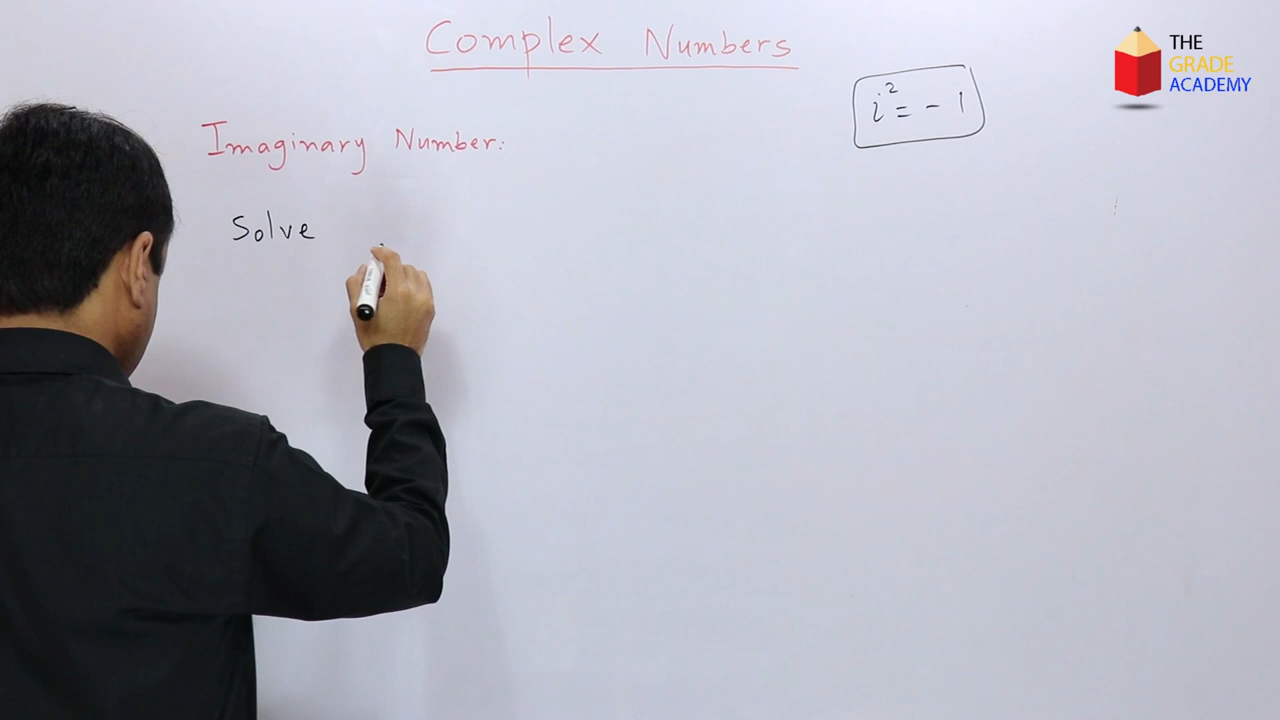 Complex Numbers
i² = - 1
THE
GRADE
ACADEMY
Imaginary Number:
Solve